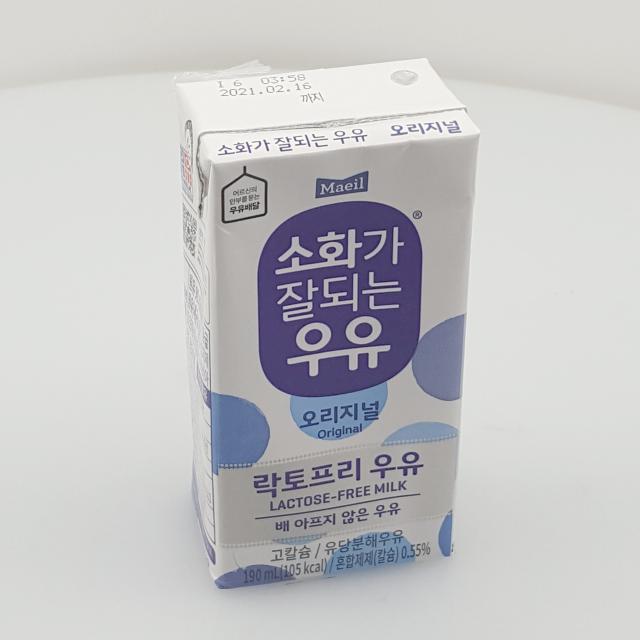 I 6 03:58
2021.02.16
까지
소화가 잘되는 우유 오리지널
어르신의
안부를 묻는
우유배달
Maeil
®
소화가
잘되는
우유
오리지널
Original
락토프리 우유
LACTOSE-FREE MILK
배 아프지 않은 우유
고칼슘 / 유당분해우유
190 mL(105 kcal) / 혼합제제(칼슘) 0.55%